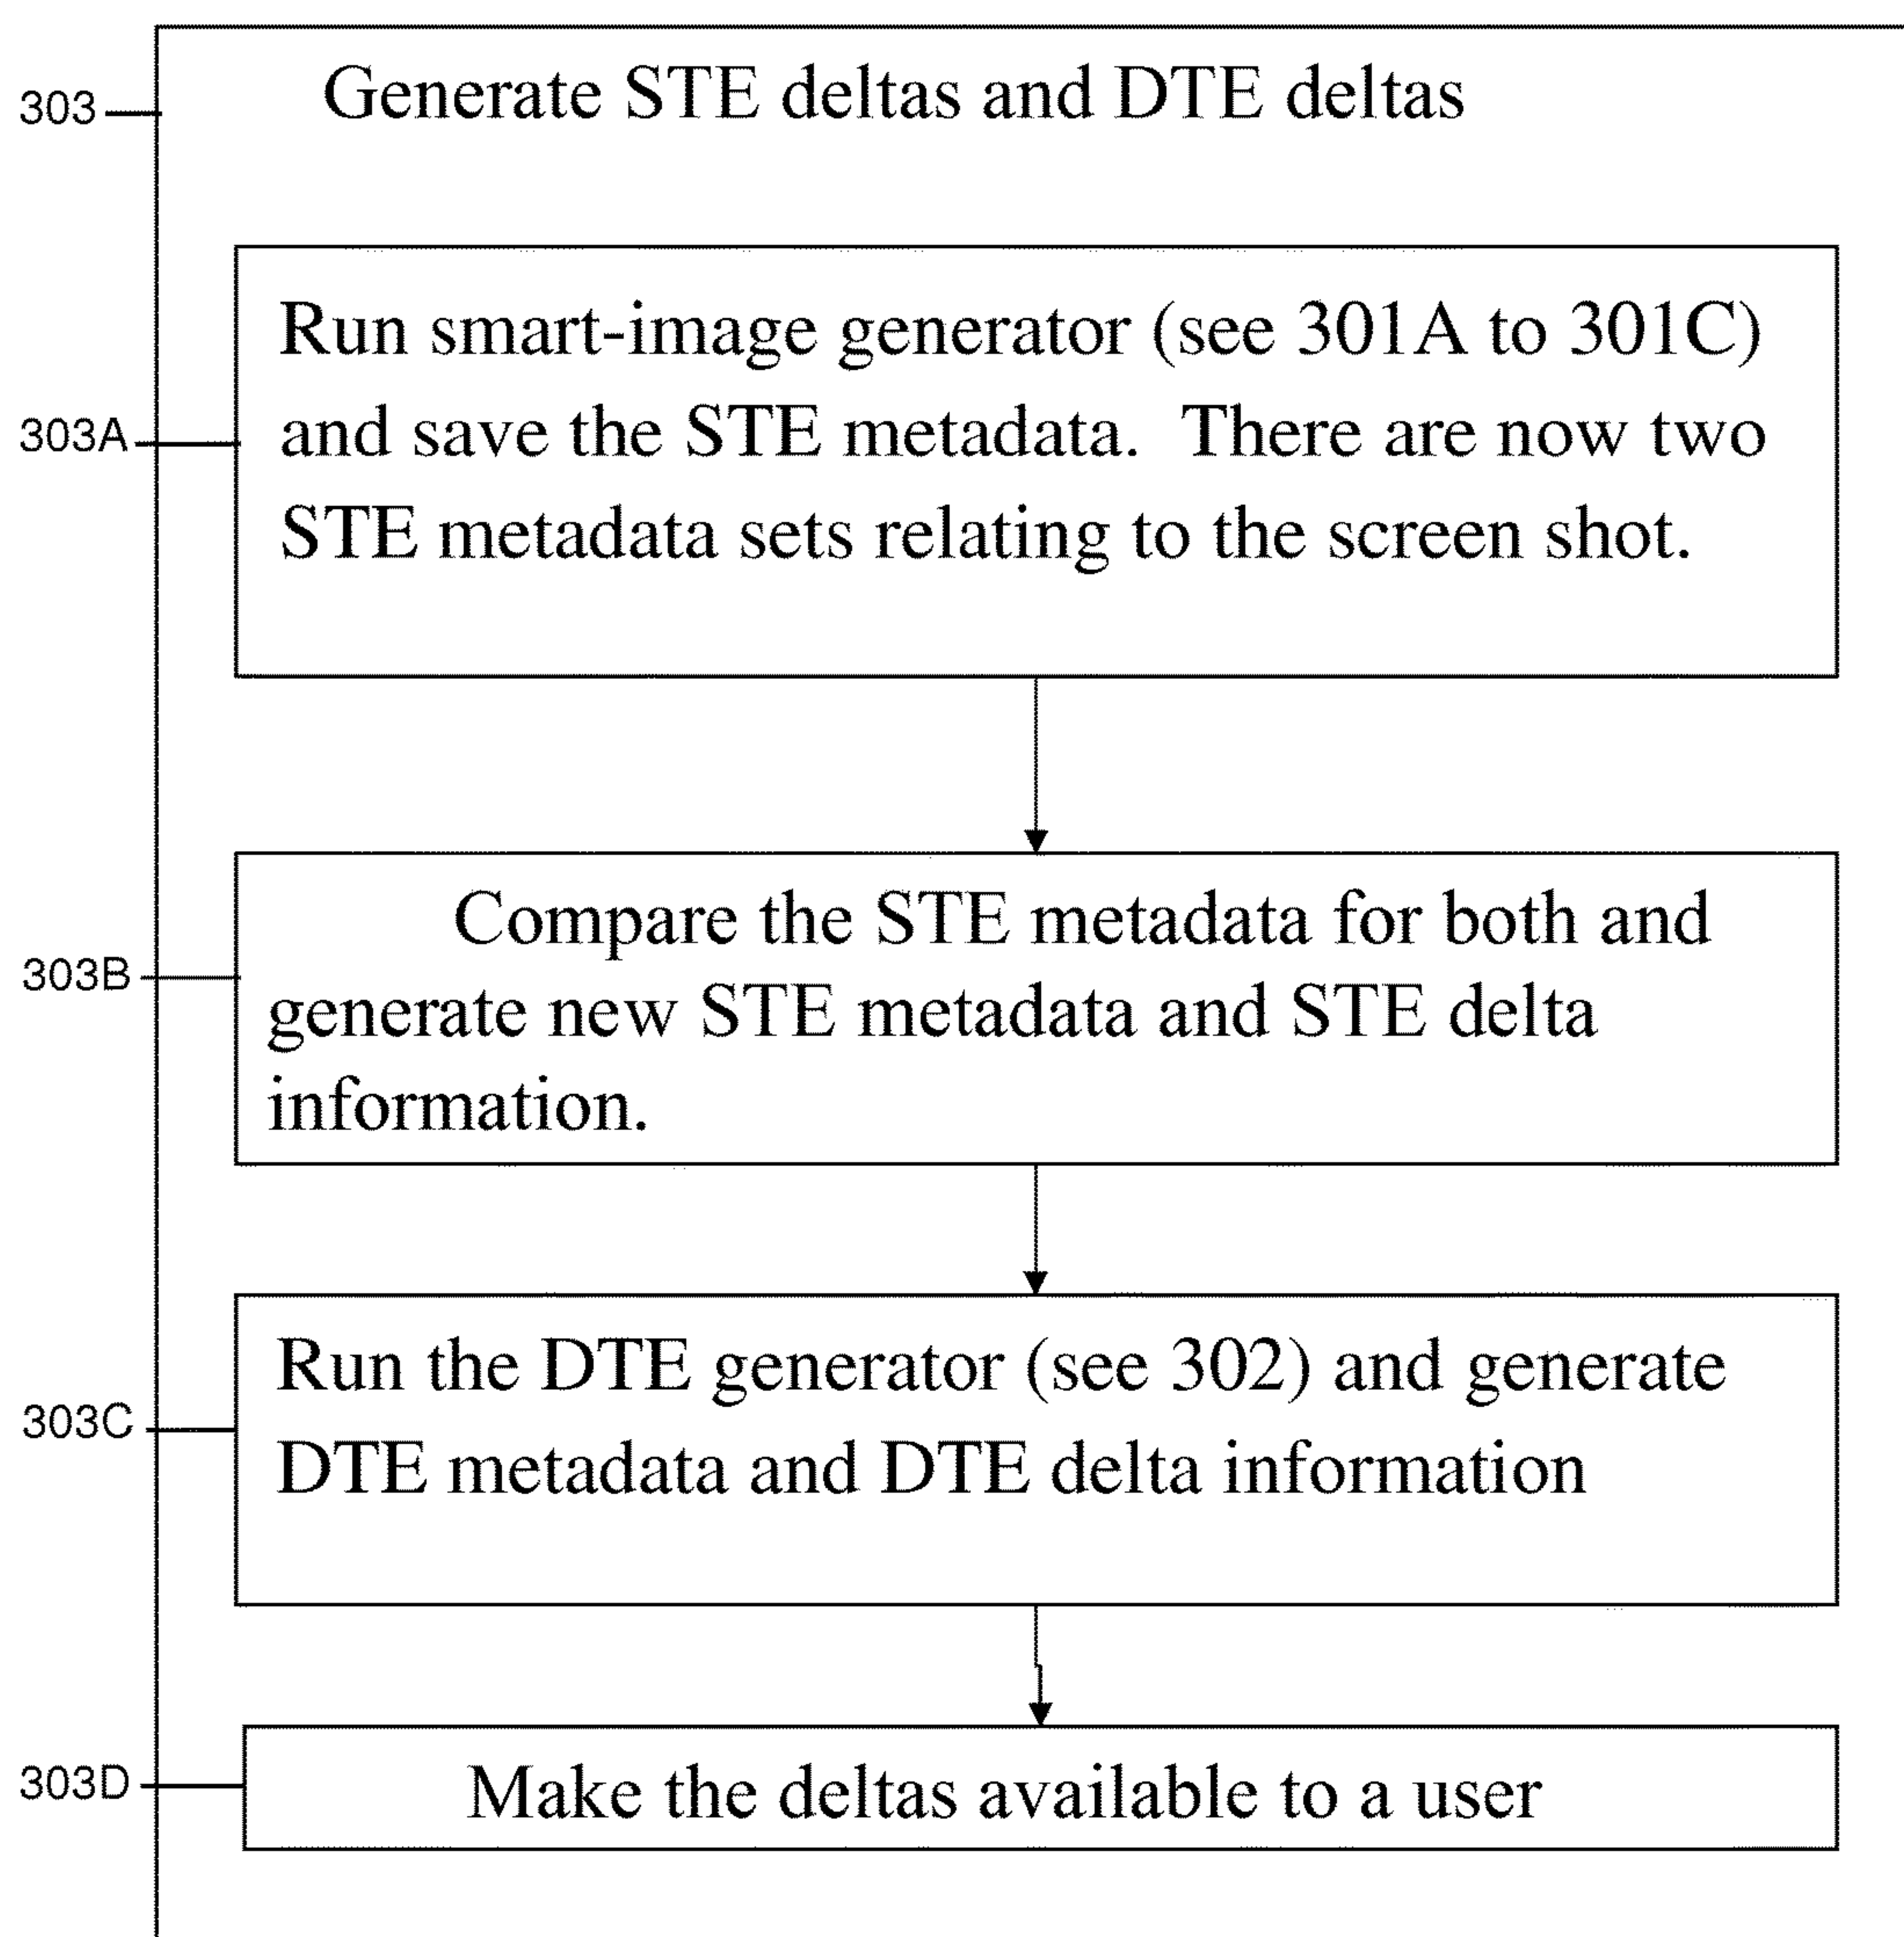 303
Generate STE deltas and DTE deltas
303A
Run smart-image generator (see 301A to 301C)
and save the STE metadata. There are now two
STE metadata sets relating to the screen shot.
303B
Compare the STE metadata for both and
generate new STE metadata and STE delta
information.
303C
Run the DTE generator (see 302) and generate
DTE metadata and DTE delta information
303D
Make the deltas available to a user